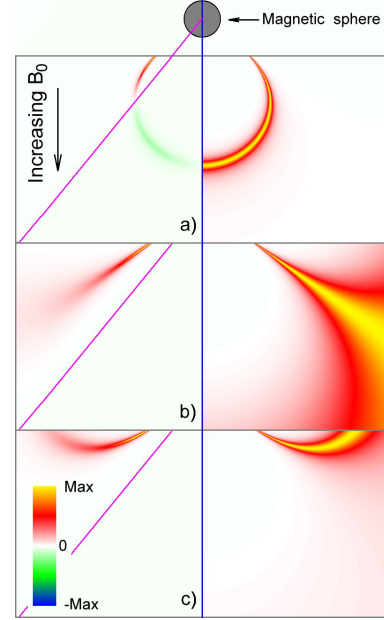 Magnetic sphere
Increasing B0
a)
b)
Max
0
-Max
c)